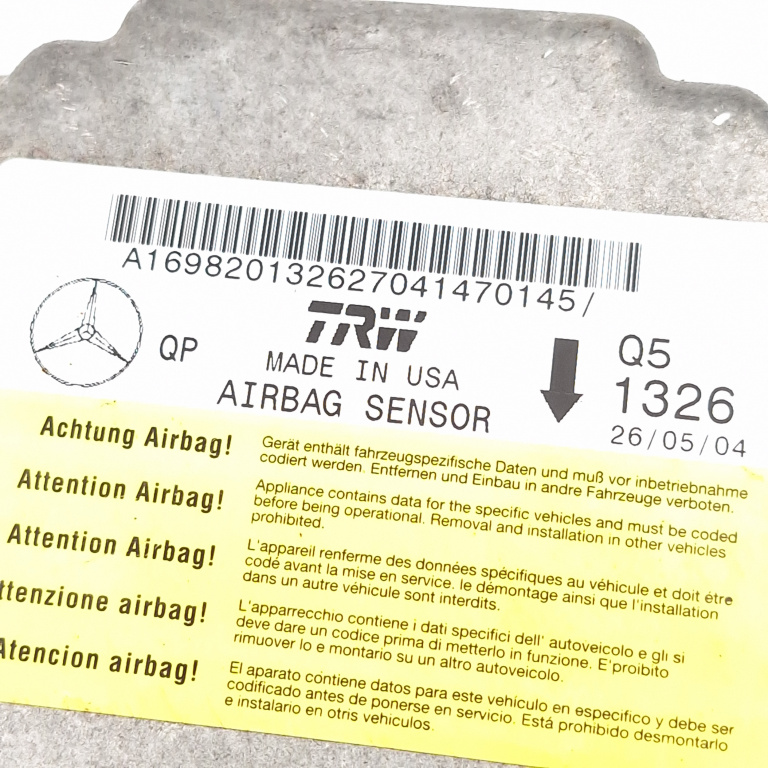 A169820132627041470145/
TRW
QP
MADE IN USA
AIRBAG SENSOR
Q5
1326
26/05/04
Achtung Airbag!
Gerät enthält fahrzeugspezifische Daten und muß vor inbetriebnahme
codiert werden. Entfernen und Einbau in andre Fahrzeuge verboten.
Attention Airbag!
Appliance contains data for the specific vehicles and must be coded
before being operational. Removal and installation in other vehicles
prohibited.
Attention Airbag!
L'appareil renferme des données spécifiques au véhicule et doit étre
codé avant la mise en service. le démontage ainsi que l'installation
dans un autre véhicule sont interdits.
ttenzione airbag!
L'apparrecchio contiene i dati specifici dell' autoveicolo e gli si
deve dare un codice prima di metterlo in funzione. E'proibito
rimuover lo e montario su un altro autoveicolo.
Atencion airbag!
El aparato contiene datos para este vehículo en especifico y debe ser
codificado antes de ponerse en servicio. Está prohibido desmontarlo
e instalario en otris vehiculos.